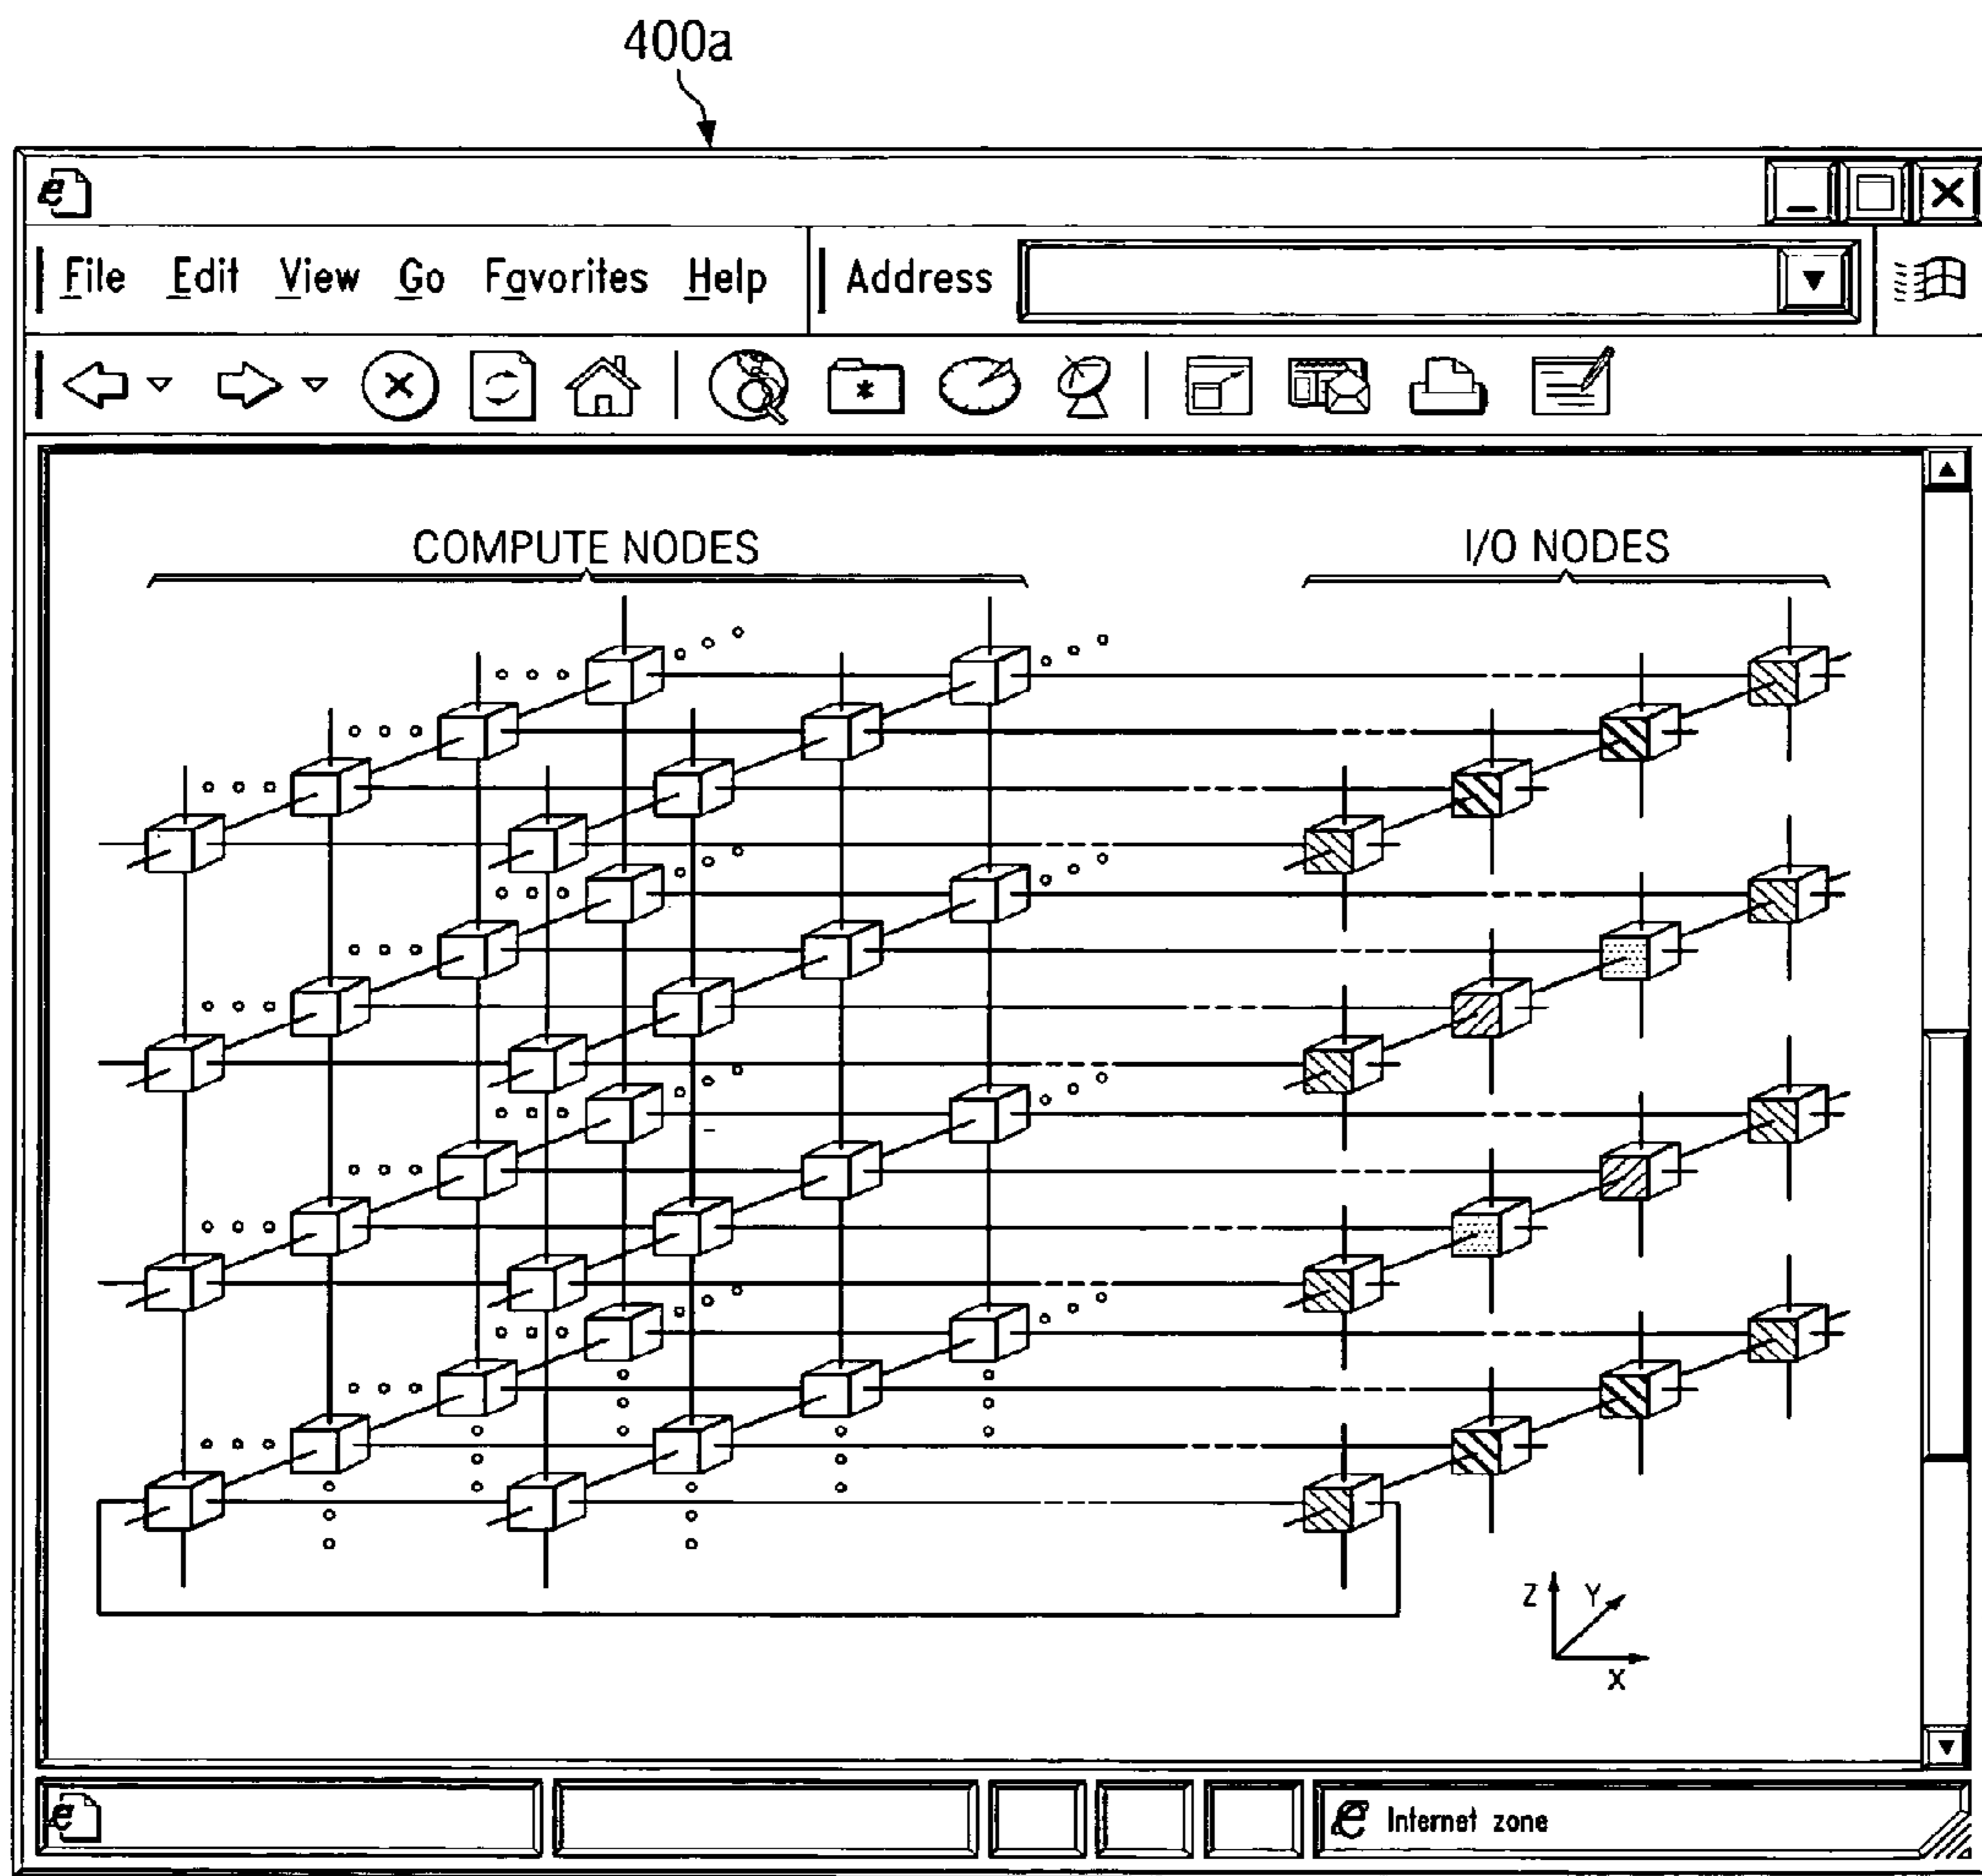 400a
File Edit View Go Favorites Help Address
COMPUTE NODES I/O NODES
Z Y
X
Internet zone